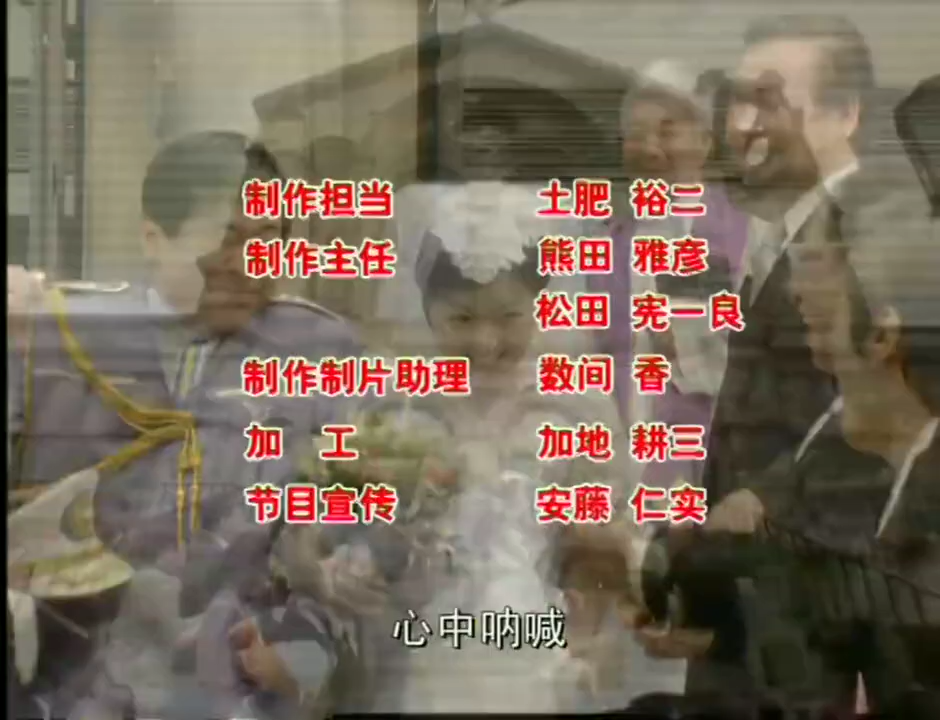 制作担当 土肥 裕二
制作主任 熊田 雅彦
松田 宪一良
制作制片助理 数间 香
加 工 加地 耕三
节目宣传 安藤 仁实
心中呐喊